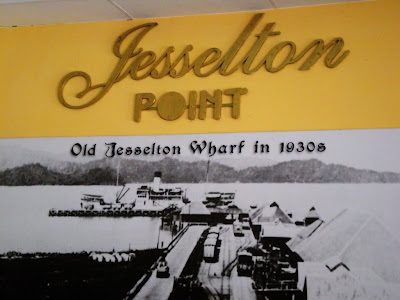 Jesselton
POINT
Old Jesselton Wharf in 1930s